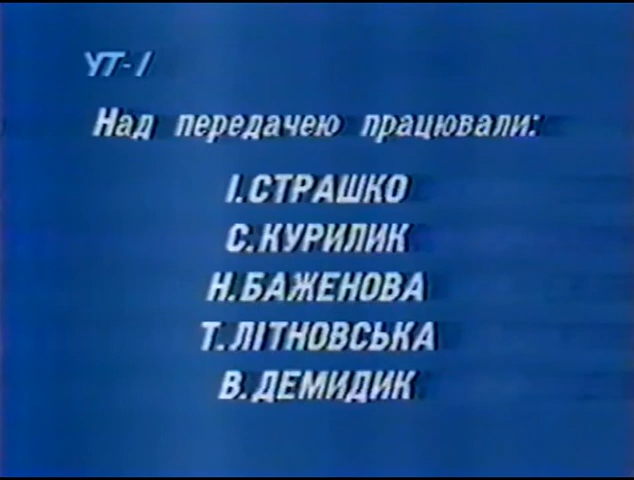 УТ-1
Над передачею працювали:
І.СТРАШКО
С.КУРИЛИК
Н.БАЖЕНОВА
Т.ЛІТНОВСЬКА
В.ДЕМИДИК